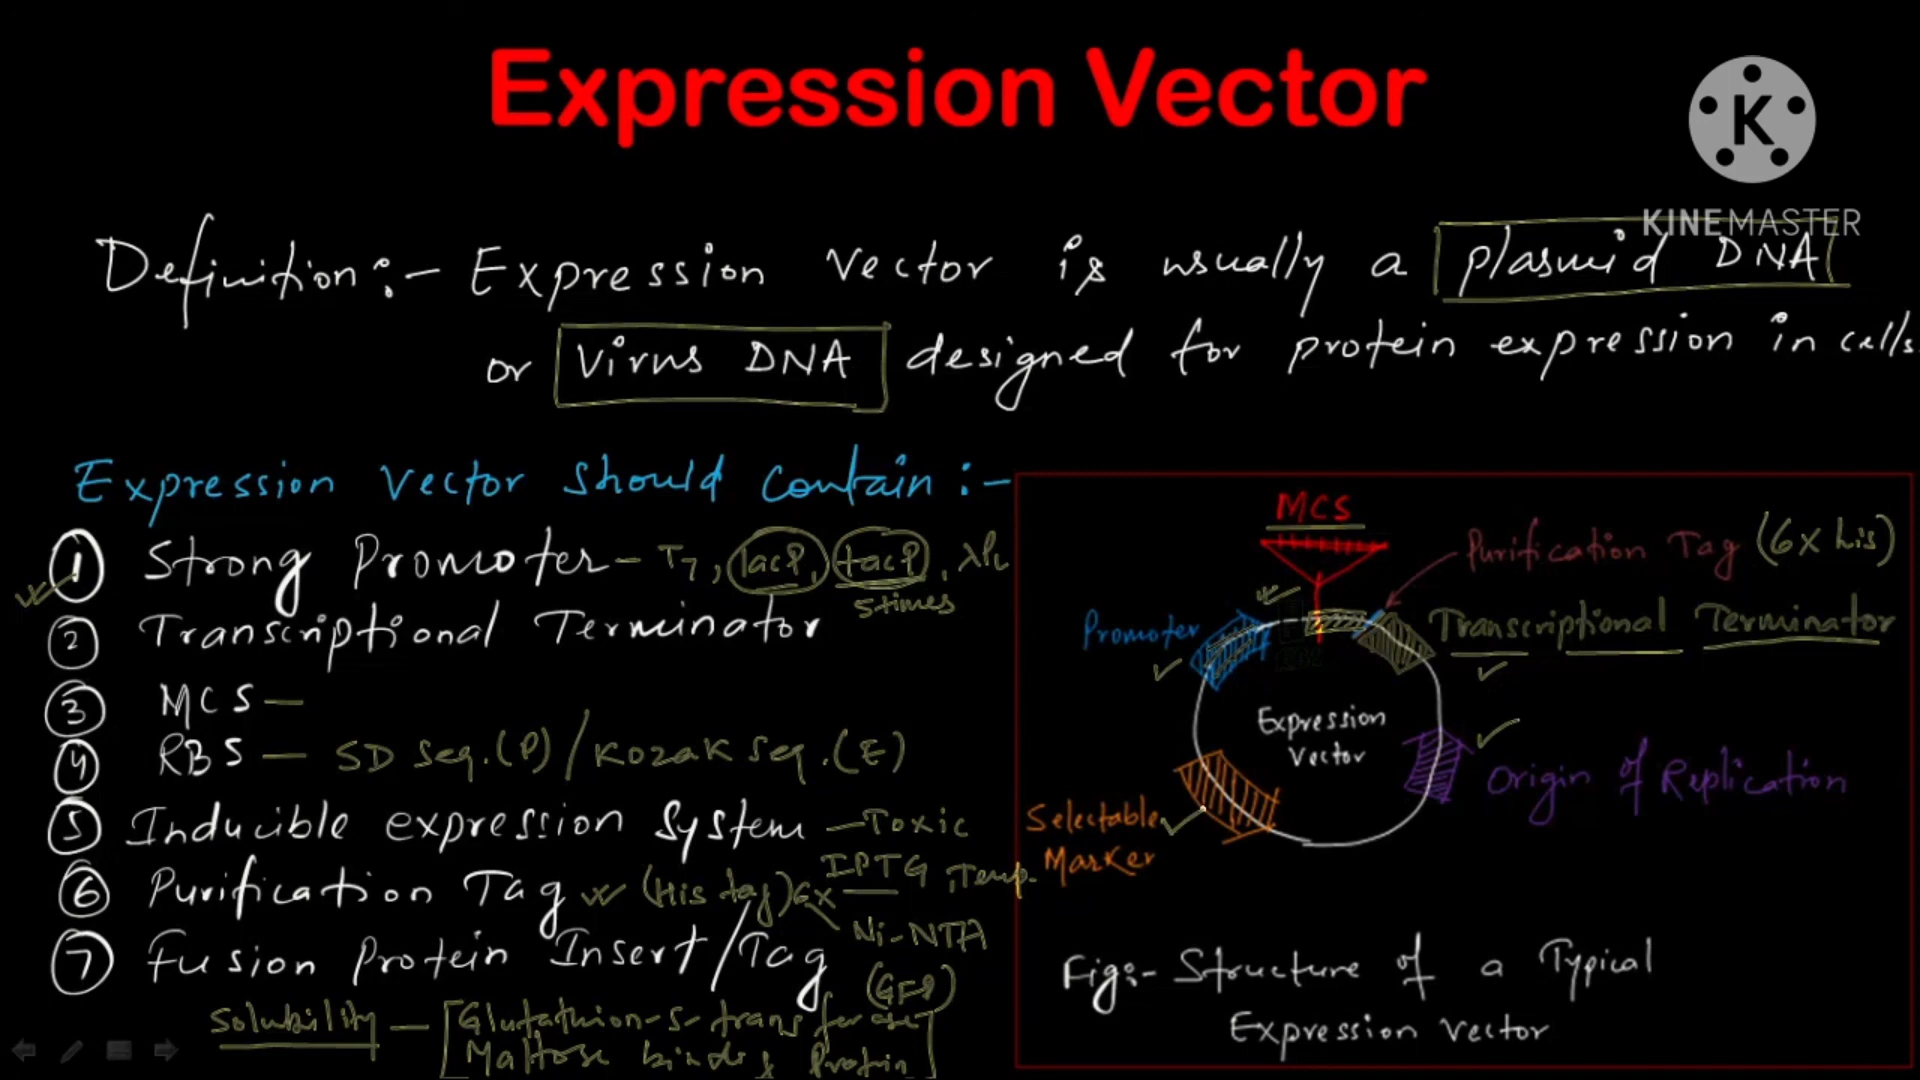 Expression Vector
K
KINEMASTER
Definition:- Expression Vector is usually a plasmid DNA
or Virus DNA designed for protein expression in cells
Expression Vector should contain :-
① Strong Promoter - T7, lacP, tacP, λPL
5 times
② Transcriptional Terminator
③ MCS -
④ RBS - SD seq.(P) / Kozak seq.(E)
⑤ Inducible expression system - Toxic
IPTG, Temp.
⑥ Purification Tag (His tag)6x
Ni-NTA
⑦ Fusion Protein Insert/Tag
(GFP)
Solubility - [Glutathion-s-transferase
Maltose binding Protein]
MCS
Purification Tag (6x his)
Promoter
Transcriptional Terminator
Expression
Vector
Origin of Replication
Selectable
Marker
Fig:- Structure of a Typical
Expression vector